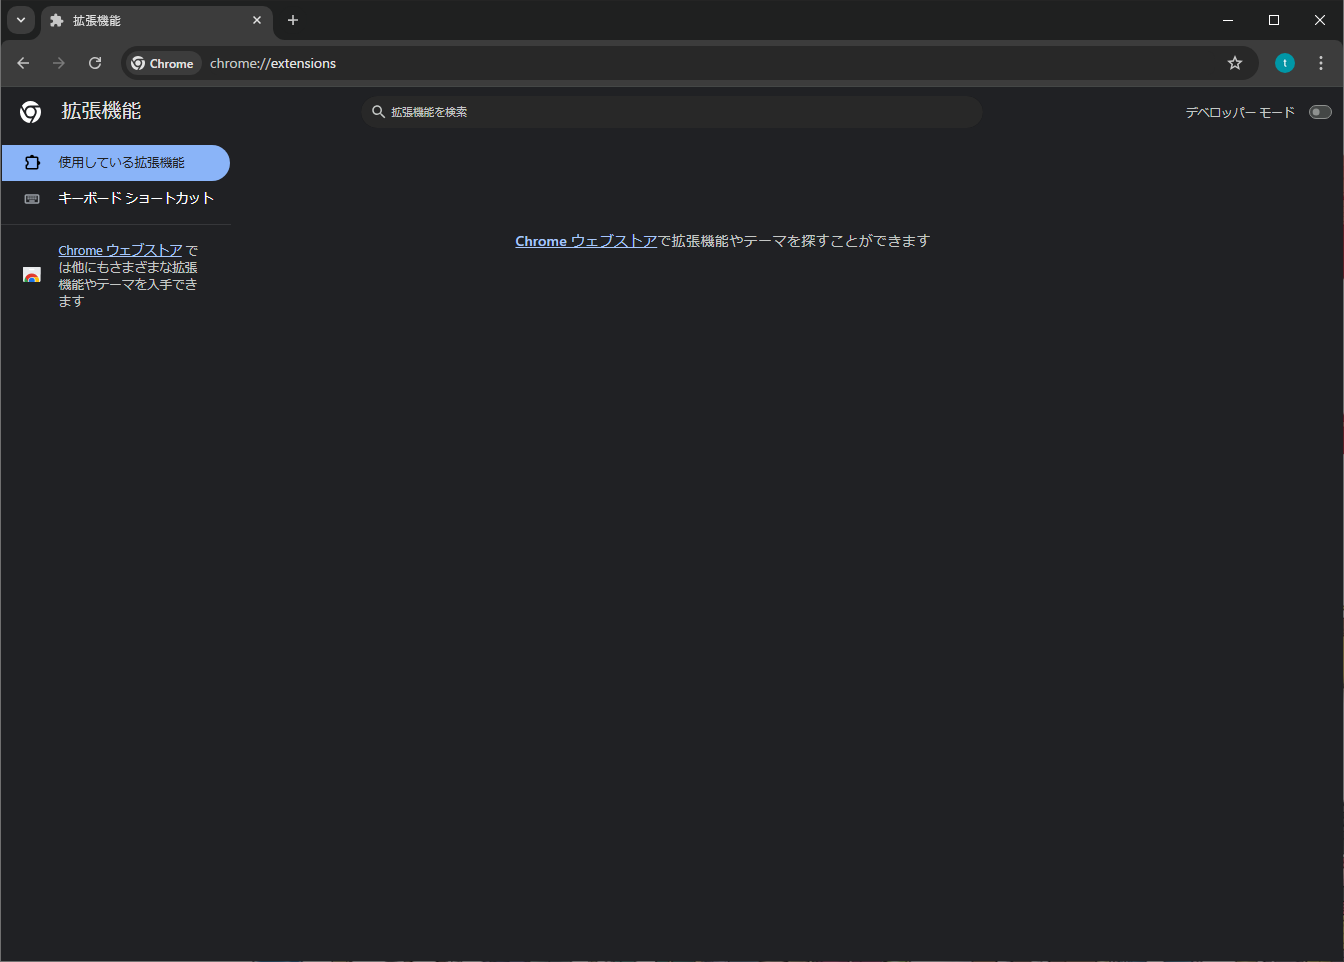 拡張機能
Chrome
chrome://extensions
t
拡張機能
拡張機能を検索
デベロッパー モード
使用している拡張機能
キーボード ショートカット
Chrome ウェブストア で
は他にもさまざまな拡張
機能やテーマを入手でき
ます
Chrome ウェブストアで拡張機能やテーマを探すことができます